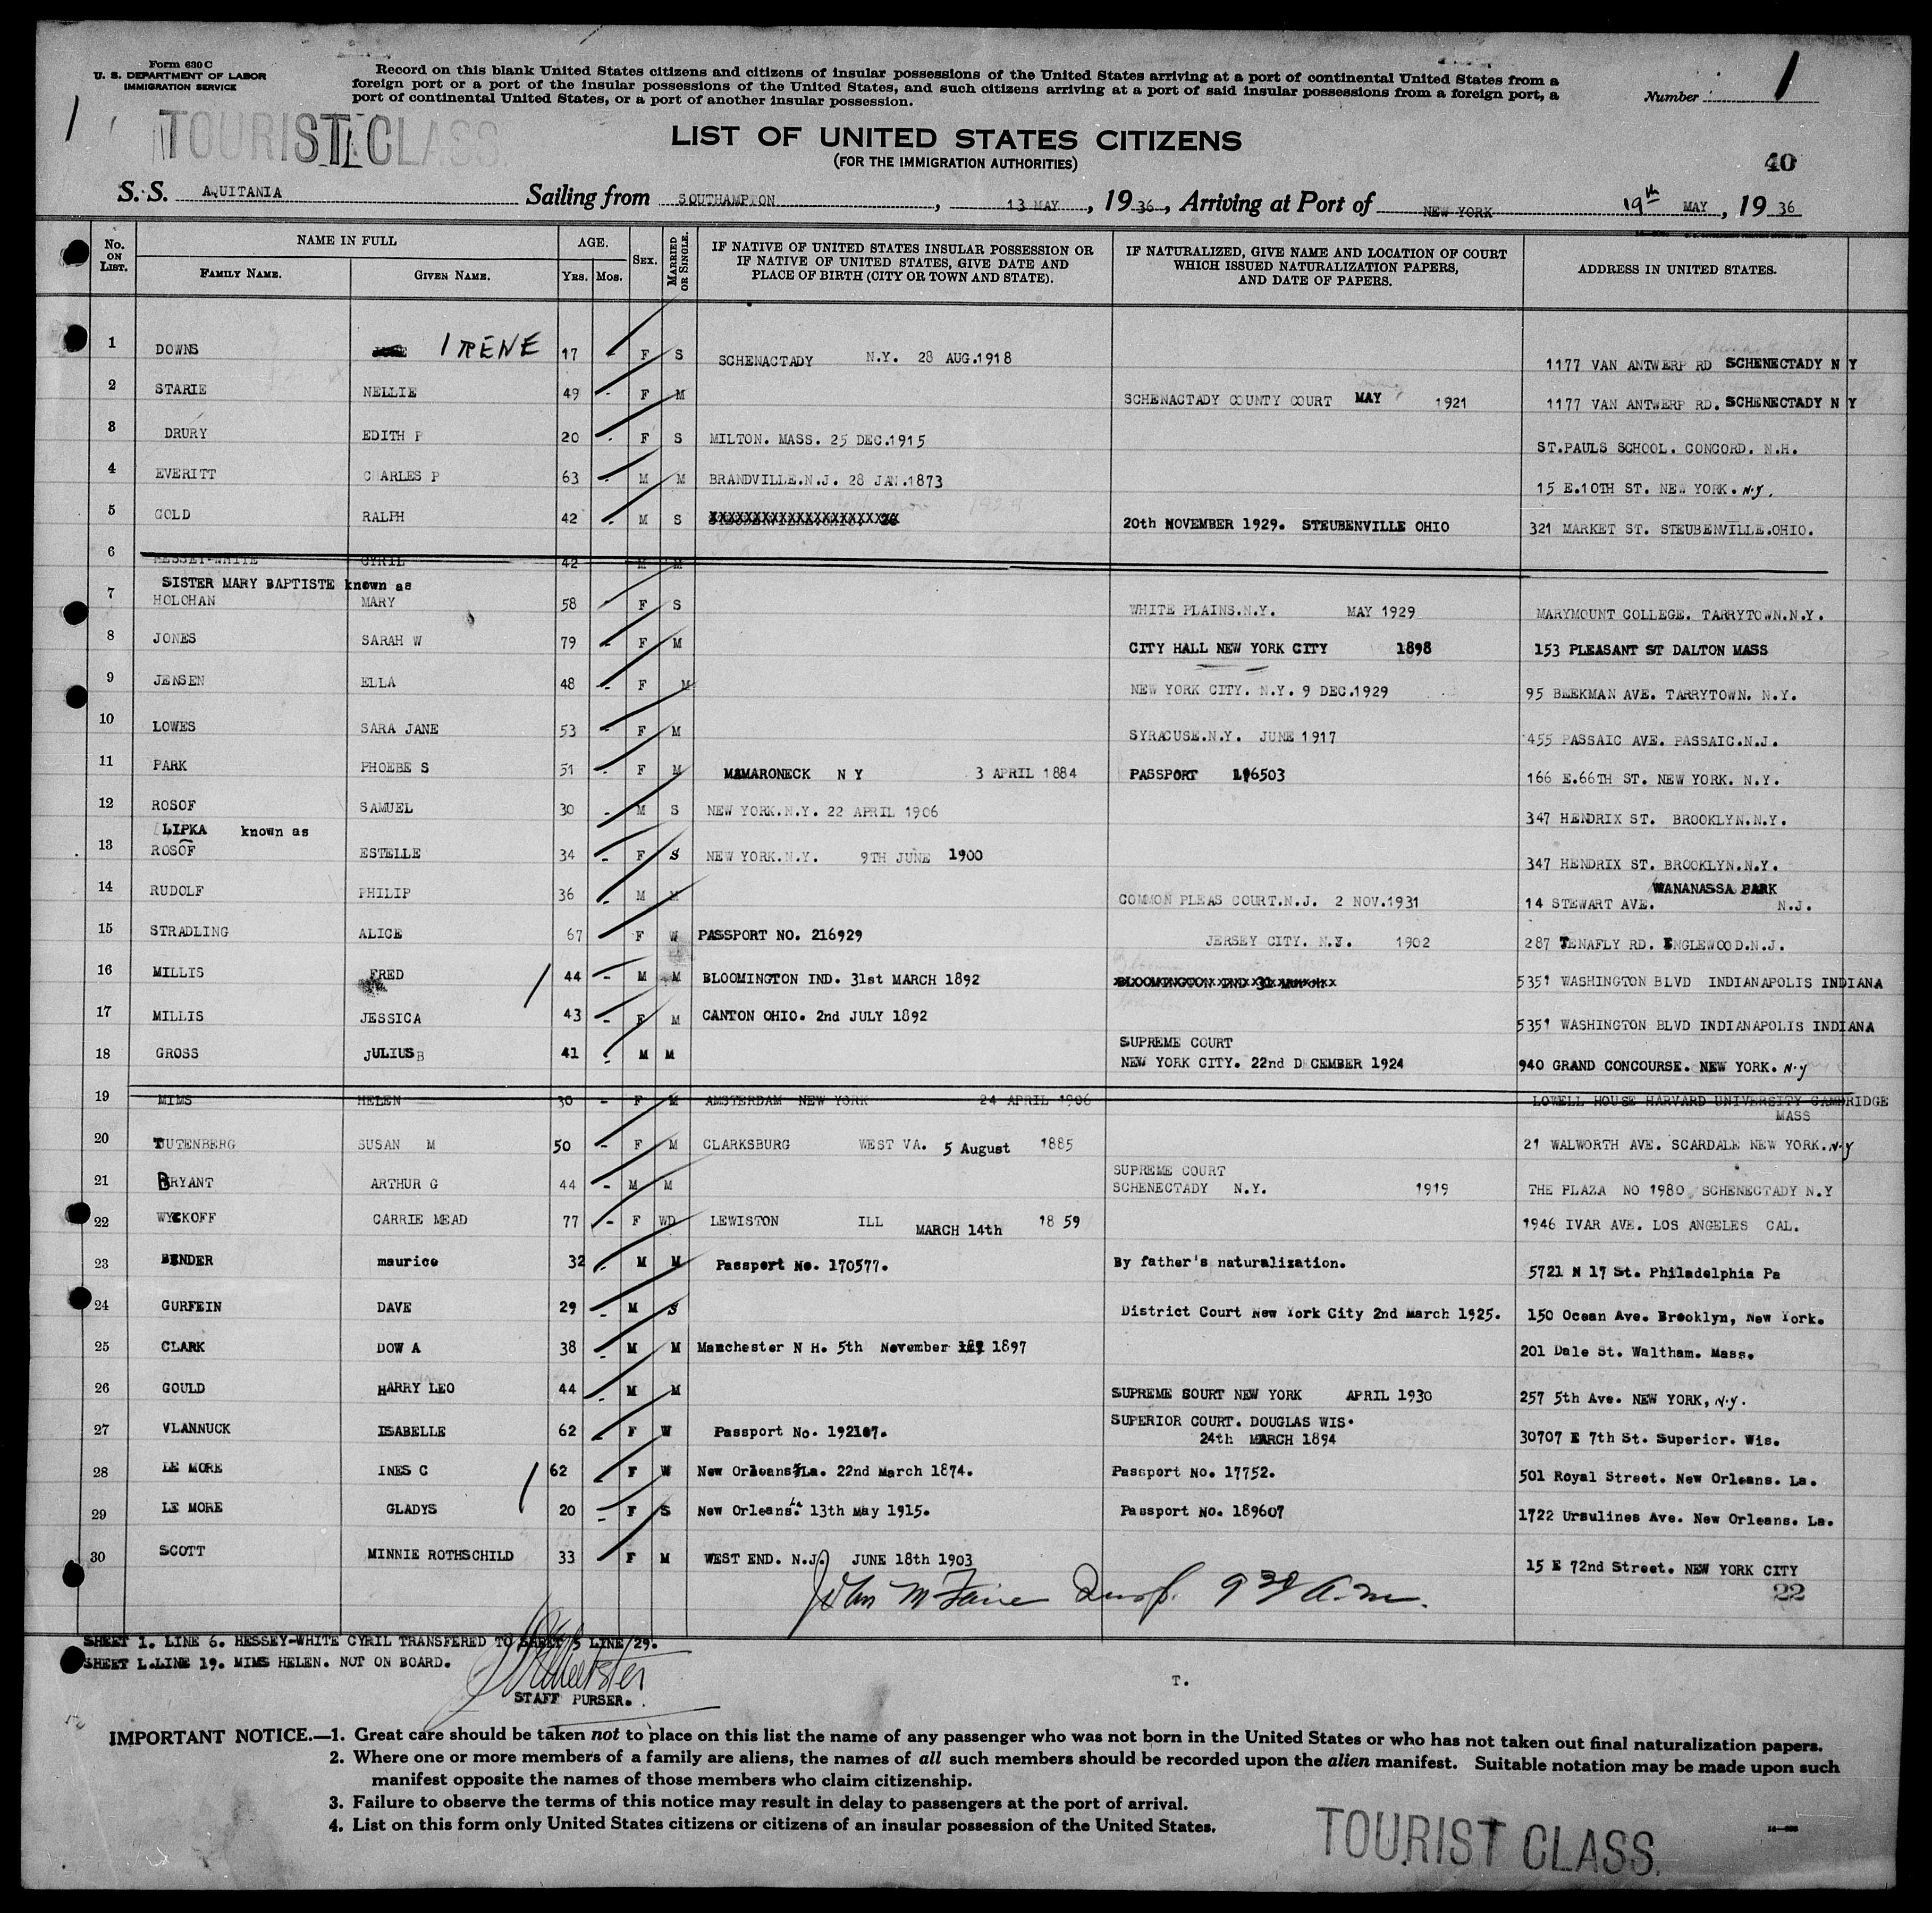 Form 630 C
U. S. DEPARTMENT OF LABOR
IMMIGRATION SERVICE
Record on this blank United States citizens and citizens of insular possessions of the United States arriving at a port of continental United States from a
foreign port or a port of the insular possessions of the United States, and such citizens arriving at a port of said insular possessions from a foreign port, a
port of continental United States, or a port of another insular possession.
Number 1
1
TOURIST CLASS
LIST OF UNITED STATES CITIZENS
(FOR THE IMMIGRATION AUTHORITIES)
40
S. S. AQUITANIA Sailing from SOUTHAMPTON, 13 MAY, 1936, Arriving at Port of NEW YORK 19th MAY, 1936
No. ON LIST. NAME IN FULL FAMILY NAME. GIVEN NAME. AGE. Yrs. Mos. SEX. MARRIED OR SINGLE. IF NATIVE OF UNITED STATES INSULAR POSSESSION OR IF NATIVE OF UNITED STATES, GIVE DATE AND PLACE OF BIRTH (CITY OR TOWN AND STATE). IF NATURALIZED, GIVE NAME AND LOCATION OF COURT WHICH ISSUED NATURALIZATION PAPERS, AND DATE OF PAPERS. ADDRESS IN UNITED STATES.
1 DOWNS IRENE 17 - F S SCHENACTADY N.Y. 28 AUG.1918 1177 VAN ANTWERP RD SCHENECTADY N Y
2 STARIE NELLIE 49 - F M SCHENACTADY COUNTY COURT MAY 1921 1177 VAN ANTWERP RD. SCHENECTADY N Y
3 DRURY EDITH P 20 - F S MILTON. MASS. 25 DEC.1915 ST.PAULS SCHOOL. CONCORD. N.H.
4 EVERITT CHARLES P 63 - M M BRANDVILLE.N.J. 28 JAN.1873 15 E.10TH ST. NEW YORK. N.Y.
5 GOLD RALPH 42 - M S 20th NOVEMBER 1929. STEUBENVILLE OHIO 321 MARKET ST. STEUBENVILLE.OHIO.
6 HESSEY-WHITE CYRIL 42 M M
SISTER MARY BAPTISTE known as
7 HOLOHAN MARY 58 - F S WHITE PLAINS.N.Y. MAY 1929 MARYMOUNT COLLEGE. TARRYTOWN.N.Y.
8 JONES SARAH W 79 - F M CITY HALL NEW YORK CITY 1898 153 PLEASANT ST DALTON MASS
9 JENSEN ELLA 48 - F M NEW YORK CITY. N.Y. 9 DEC.1929 95 BEEKMAN AVE. TARRYTOWN. N.Y.
10 LOWES SARA JANE 53 - F M SYRACUSE.N.Y. JUNE 1917 455 PASSAIC AVE. PASSAIC.N.J.
11 PARK PHOEBE S 51 - F M MAMARONECK N Y 3 APRIL 1884 PASSPORT 196503 166 E.66TH ST. NEW YORK. N.Y.
12 ROSOF SAMUEL 30 - M S NEW YORK.N.Y. 22 APRIL 1906 347 HENDRIX ST. BROOKLYN.N.Y.
LIPKA known as
13 ROSOF ESTELLE 34 - F S NEW YORK.N.Y. 9TH JUNE 1900 347 HENDRIX ST. BROOKLYN.N.Y.
14 RUDOLF PHILIP 36 - M M COMMON PLEAS COURT.N.J. 2 NOV.1931 14 STEWART AVE. WANANASSA PARK N.J.
15 STRADLING ALICE 67 F W PASSPORT NO. 216929 JERSEY CITY. N.J. 1902 287 TENAFLY RD. ENGLEWOOD.N.J.
16 MILLIS FRED 44 - M M BLOOMINGTON IND. 31st MARCH 1892 BLOOMINGTON IND 31 5351 WASHINGTON BLVD INDIANAPOLIS INDIANA
17 MILLIS JESSICA 43 - F M CANTON OHIO. 2nd JULY 1892 5351 WASHINGTON BLVD INDIANAPOLIS INDIANA
18 GROSS JULIUS B 41 - M M SUPREME COURT NEW YORK CITY. 22nd DECEMBER 1924 940 GRAND CONCOURSE. NEW YORK. N.Y
19 MIMS HELEN 30 - F M AMSTERDAM NEW YORK 24 APRIL 1906 LOWELL HOUSE HARVARD UNIVERSITY CAMBRIDGE MASS
20 TUTENBERG SUSAN M 50 - F M CLARKSBURG WEST VA. 5 August 1885 21 WALWORTH AVE. SCARDALE NEW YORK. N.Y
21 BRYANT ARTHUR G 44 - M M SUPREME COURT SCHENECTADY N.Y. 1919 THE PLAZA NO 1980 SCHENECTADY N.Y
22 WYCKOFF CARRIE MEAD 77 - F WD LEWISTON ILL MARCH 14th 1859 1946 IVAR AVE. LOS ANGELES CAL.
23 BENDER maurice 32 - M M Passport No. 170577. By father's naturalization. 5721 N 17 St. Philadelphia Pa
24 GURFEIN DAVE 29 - M S District Court New York City 2nd March 1925. 150 Ocean Ave. Brooklyn, New York.
25 CLARK DOW A 38 - M M Manchester N H. 5th November 1897 201 Dale St. Waltham. Mass.
26 GOULD HARRY LEO 44 - M M SUPREME COURT NEW YORK APRIL 1930 257 5th Ave. NEW YORK, N.Y.
27 VLANNUCK ISABELLE 62 - F W Passport No. 192107. SUPERIOR COURT. DOUGLAS WIS. 24th MARCH 1894 30707 E 7th St. Superior. Wis.
28 LE MORE INES C 62 - F W New Orleans La. 22nd March 1874. Passport No. 17752. 501 Royal Street. New Orleans. La.
29 LE MORE GLADYS 20 - F S New Orleans. La 13th May 1915. Passport No. 189607 1722 Ursulines Ave. New Orleans. La.
30 SCOTT MINNIE ROTHSCHILD 33 F M WEST END. N.J. JUNE 18th 1903 15 E 72nd Street. NEW YORK CITY
9 30 A.M.
22
SHEET 1. LINE 6. HESSEY-WHITE CYRIL TRANSFERED TO SHEET 5 LINE 29.
SHEET 1.LINE 19. MIMS HELEN. NOT ON BOARD.
STAFF PURSER.
T.
IMPORTANT NOTICE.—1. Great care should be taken not to place on this list the name of any passenger who was not born in the United States or who has not taken out final naturalization papers.
2. Where one or more members of a family are aliens, the names of all such members should be recorded upon the alien manifest. Suitable notation may be made upon such
manifest opposite the names of those members who claim citizenship.
3. Failure to observe the terms of this notice may result in delay to passengers at the port of arrival.
4. List on this form only United States citizens or citizens of an insular possession of the United States.
TOURIST CLASS.